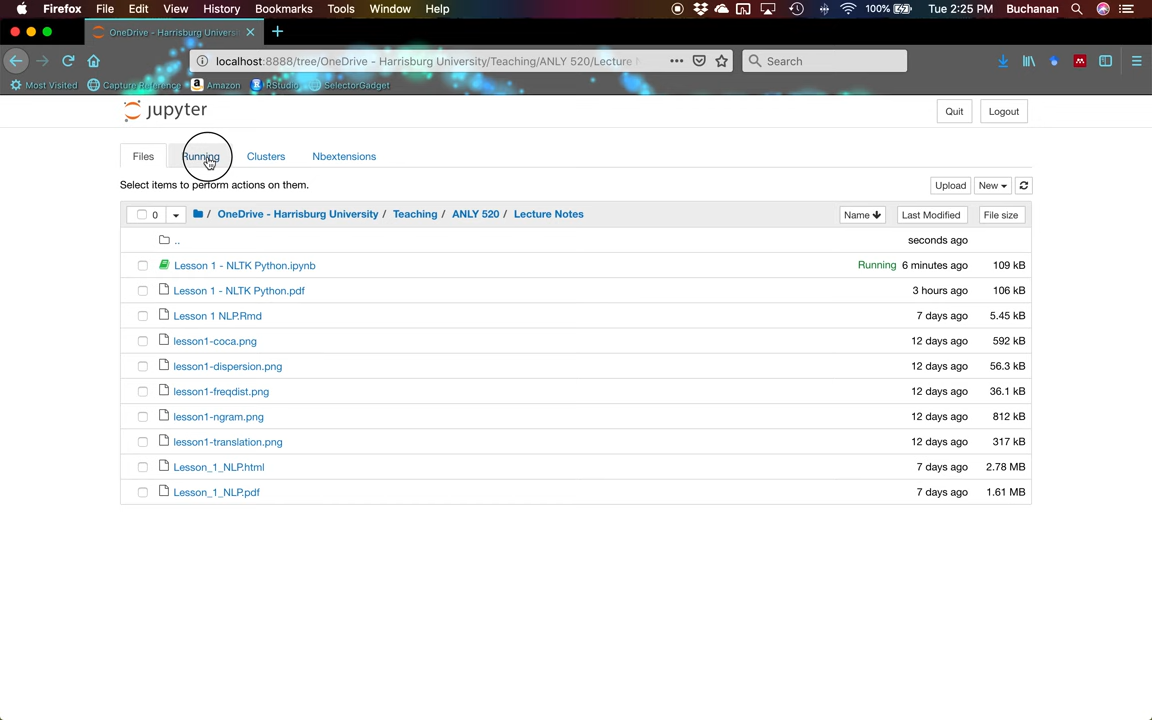 Firefox File Edit View History Bookmarks Tools Window Help 100% Tue 2:25 PM Buchanan
OneDrive - Harrisburg Univers
localhost:8888/tree/OneDrive - Harrisburg University/Teaching/ANLY 520/Lecture Search
Most Visited Capture Reference Amazon RStudio SelectorGadget
jupyter Quit Logout
Files Running Clusters Nbextensions
Select items to perform actions on them. Upload New
0 / OneDrive - Harrisburg University / Teaching / ANLY 520 / Lecture Notes Name Last Modified File size
.. seconds ago
Lesson 1 - NLTK Python.ipynb Running 6 minutes ago 109 kB
Lesson 1 - NLTK Python.pdf 3 hours ago 106 kB
Lesson 1 NLP.Rmd 7 days ago 5.45 kB
lesson1-coca.png 12 days ago 592 kB
lesson1-dispersion.png 12 days ago 56.3 kB
lesson1-freqdist.png 12 days ago 36.1 kB
lesson1-ngram.png 12 days ago 812 kB
lesson1-translation.png 12 days ago 317 kB
Lesson_1_NLP.html 7 days ago 2.78 MB
Lesson_1_NLP.pdf 7 days ago 1.61 MB